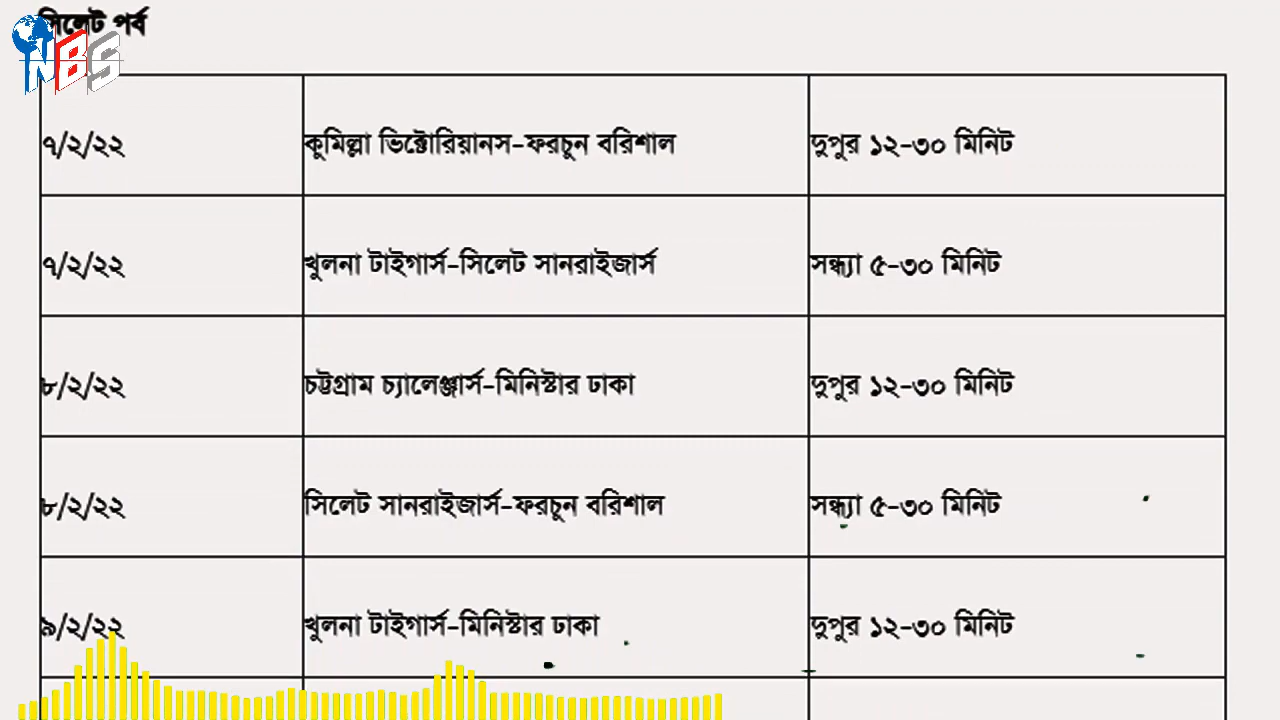 সিলেট পর্ব
NBS
৭/২/২২ কুমিল্লা ভিক্টোরিয়ানস-ফরচুন বরিশাল দুপুর ১২-৩০ মিনিট
৭/২/২২ খুলনা টাইগার্স-সিলেট সানরাইজার্স সন্ধ্যা ৫-৩০ মিনিট
৮/২/২২ চট্টগ্রাম চ্যালেঞ্জার্স-মিনিস্টার ঢাকা দুপুর ১২-৩০ মিনিট
৮/২/২২ সিলেট সানরাইজার্স-ফরচুন বরিশাল সন্ধ্যা ৫-৩০ মিনিট
৯/২/২২ খুলনা টাইগার্স-মিনিস্টার ঢাকা দুপুর ১২-৩০ মিনিট